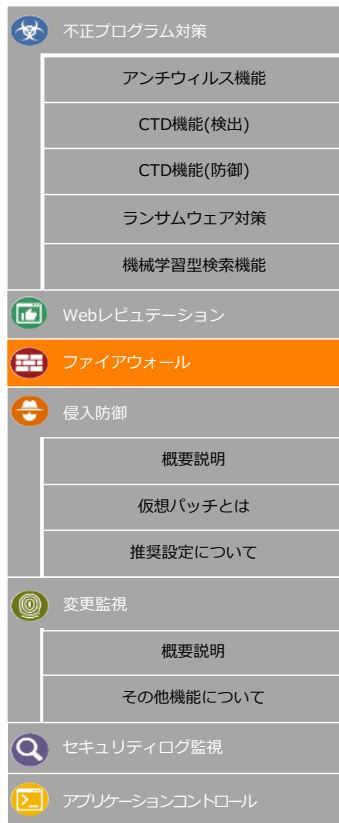 不正プログラム対策
アンチウィルス機能
CTD機能(検出)
CTD機能(防御)
ランサムウェア対策
機械学習型検索機能
Webレピュテーション
ファイアウォール
侵入防御
概要説明
仮想パッチとは
推奨設定について
変更監視
概要説明
その他機能について
セキュリティログ監視
アプリケーションコントロール